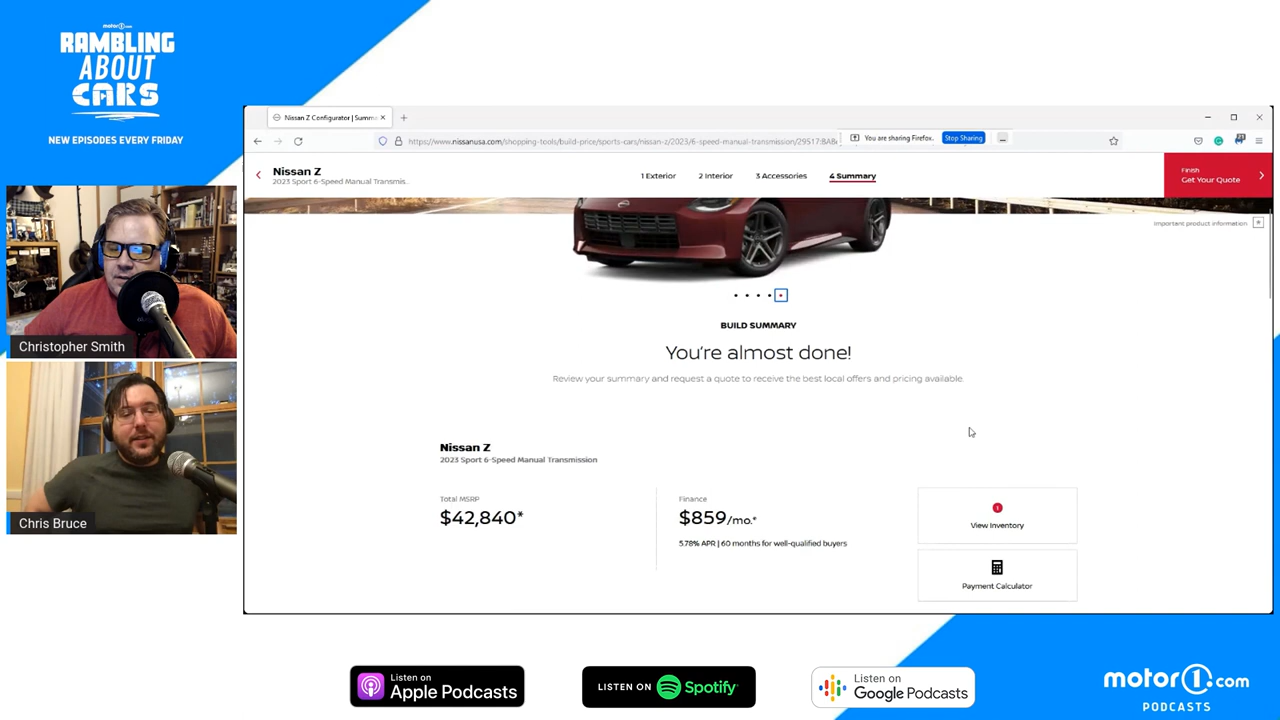 motor1.com
RAMBLING
ABOUT
CARS
NEW EPISODES EVERY FRIDAY
Christopher Smith
Chris Bruce
Nissan Z Configurator | Summa
https://www.nissanusa.com/shopping-tools/build-price/sports-cars/nissan-z/2023/6-speed-manual-transmission/29517:BAB
You are sharing Firefox.
Stop Sharing
Nissan Z
2023 Sport 6-Speed Manual Transmis..
1 Exterior
2 Interior
3 Accessories
4 Summary
Finish
Get Your Quote
Important product information
BUILD SUMMARY
You're almost done!
Review your summary and request a quote to receive the best local offers and pricing available.
Nissan Z
2023 Sport 6-Speed Manual Transmission
Total MSRP
$42,840*
Finance
$859/mo.*
5.78% APR | 60 months for well-qualified buyers
View Inventory
Payment Calculator
Listen on
Apple Podcasts
LISTEN ON Spotify
Listen on
Google Podcasts
motor1.com
PODCASTS